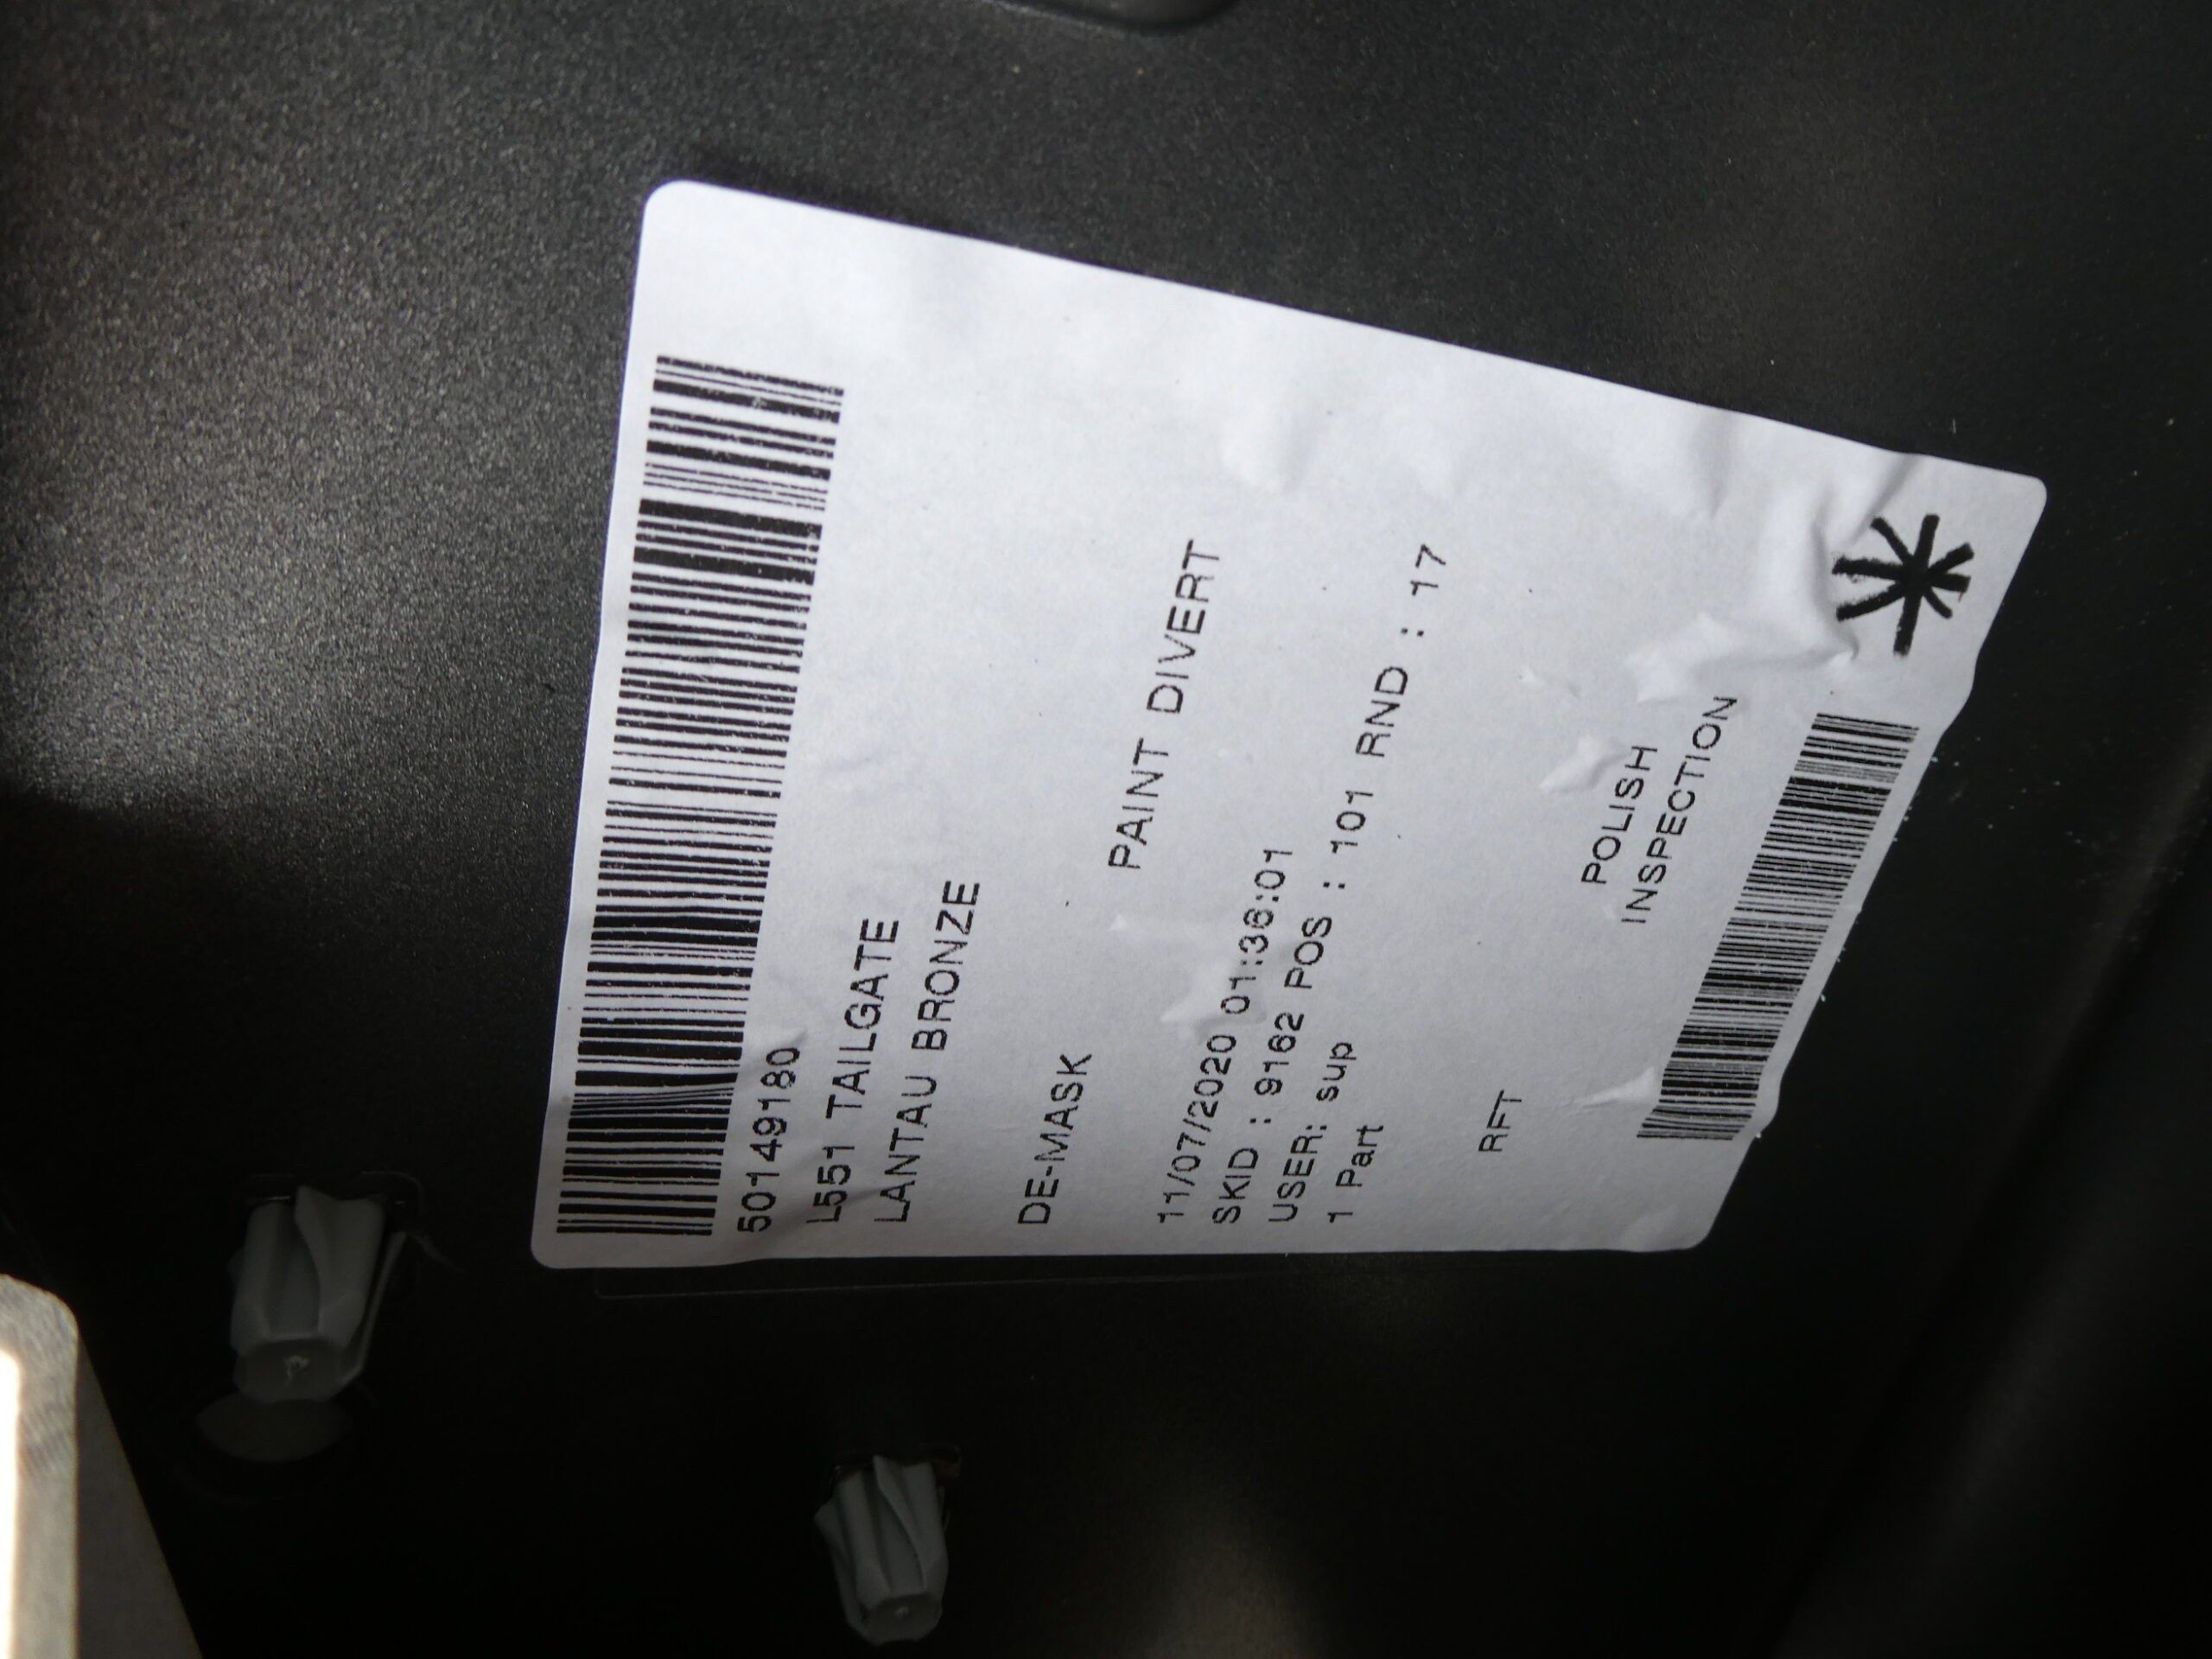 50149180
L551 TAILGATE
LANTAU BRONZE
DE-MASK
PAINT DIVERT
11/07/2020 01:38:01
SKID : 9162 POS : 101 RND : 17
USER: sup
1 Part
RFT
POLISH
INSPECTION
*